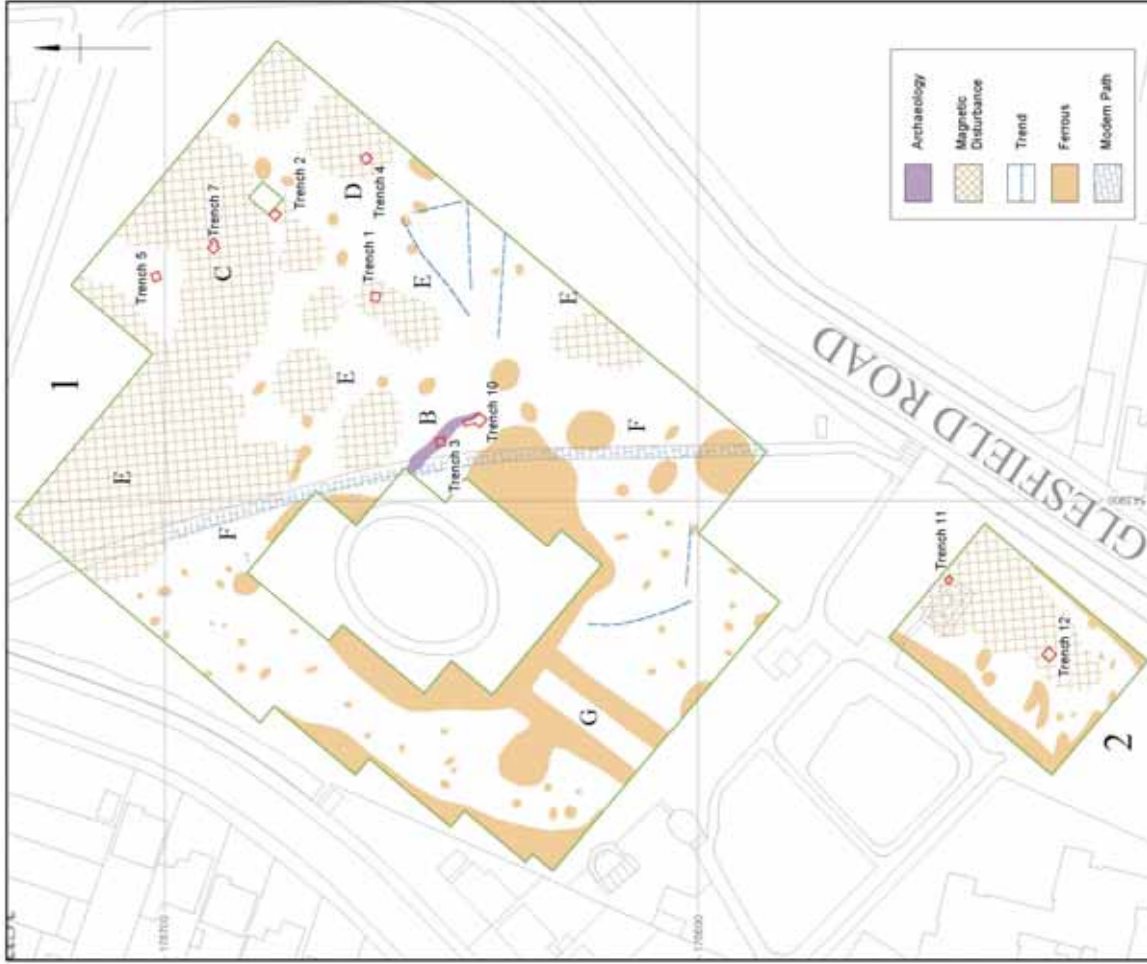 1
Trench 5
Trench 7
C
Trench 2
D
Trench 4
Trench 1
E
E
E
E
B
Trench 3
Trench 10
F
F
G
GLESFIELD ROAD
Trench 11
Trench 12
2
Archaeology
Magnetic
Disturbance
Trend
Ferrous
Modern Path